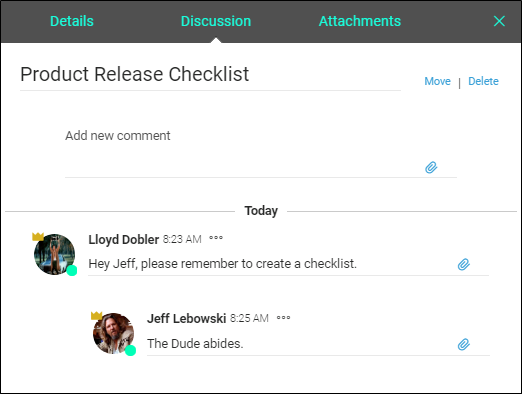 Details Discussion Attachments
Product Release Checklist
Move | Delete
Add new comment
Today
Lloyd Dobler 8:23 AM
Hey Jeff, please remember to create a checklist.
Jeff Lebowski 8:25 AM
The Dude abides.